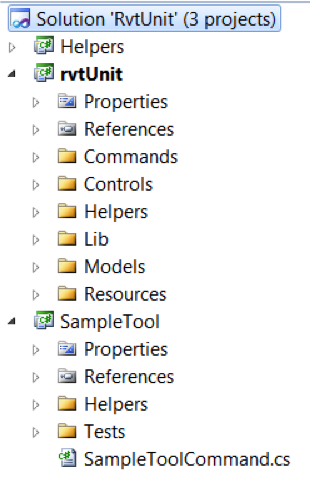 Solution 'RvtUnit' (3 projects)
Helpers
rvtUnit
Properties
References
Commands
Controls
Helpers
Lib
Models
Resources
SampleTool
Properties
References
Helpers
Tests
SampleToolCommand.cs